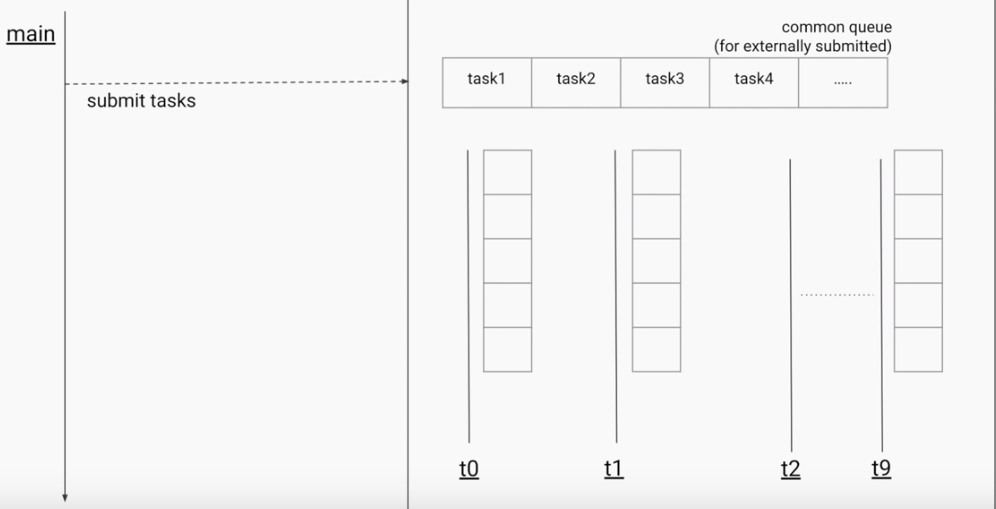 main
submit tasks
common queue
(for externally submitted)
task1 task2 task3 task4 .....
t0 t1 t2 t9